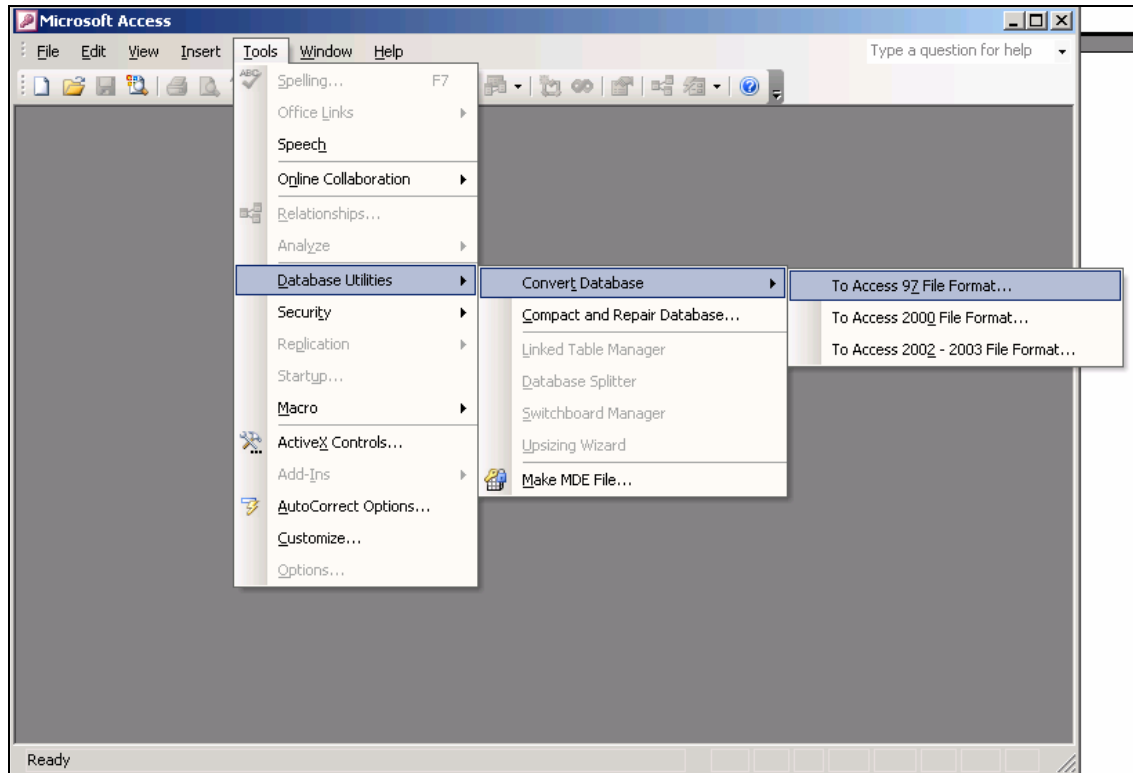 Microsoft Access
File Edit View Insert Tools Window Help Type a question for help
ABC Spelling... F7
Office Links
Speech
Online Collaboration
Relationships...
Analyze
Database Utilities
Security
Replication
Startup...
Macro
ActiveX Controls...
Add-Ins
AutoCorrect Options...
Customize...
Options...
Convert Database
Compact and Repair Database...
Linked Table Manager
Database Splitter
Switchboard Manager
Upsizing Wizard
Make MDE File...
To Access 97 File Format...
To Access 2000 File Format...
To Access 2002 - 2003 File Format...
Ready